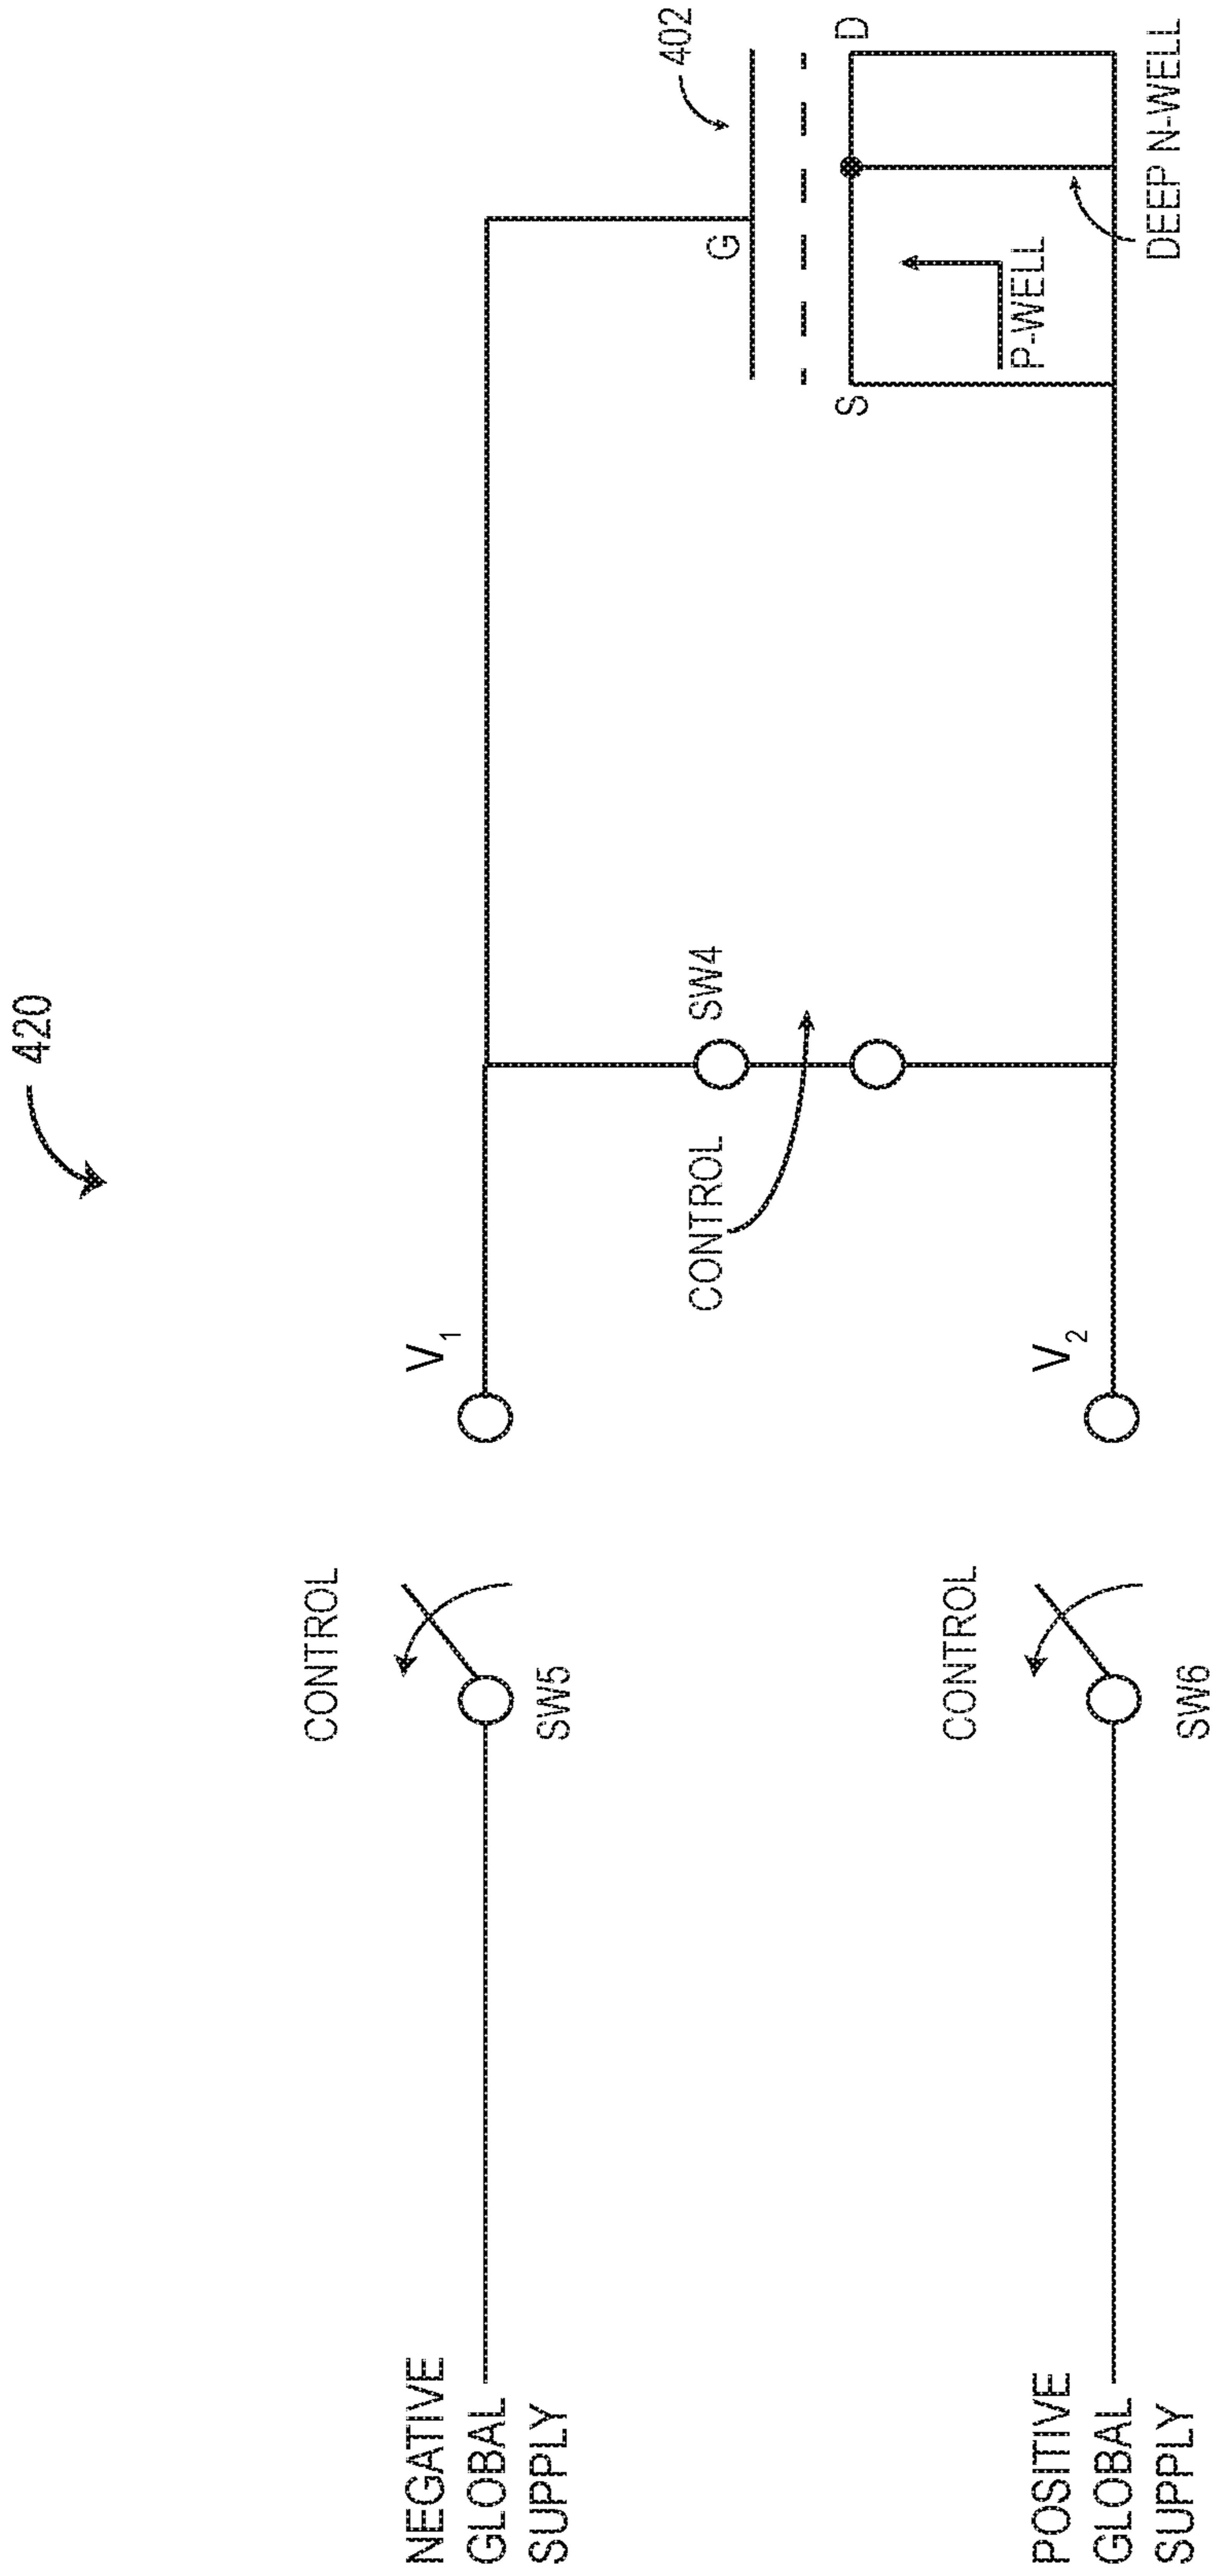 420
402
CONTROL
NEGATIVE
GLOBAL
SUPPLY
SW5
V1
G
CONTROL
SW4
S
D
P-WELL
DEEP N-WELL
CONTROL
POSITIVE
GLOBAL
SUPPLY
SW6
V2